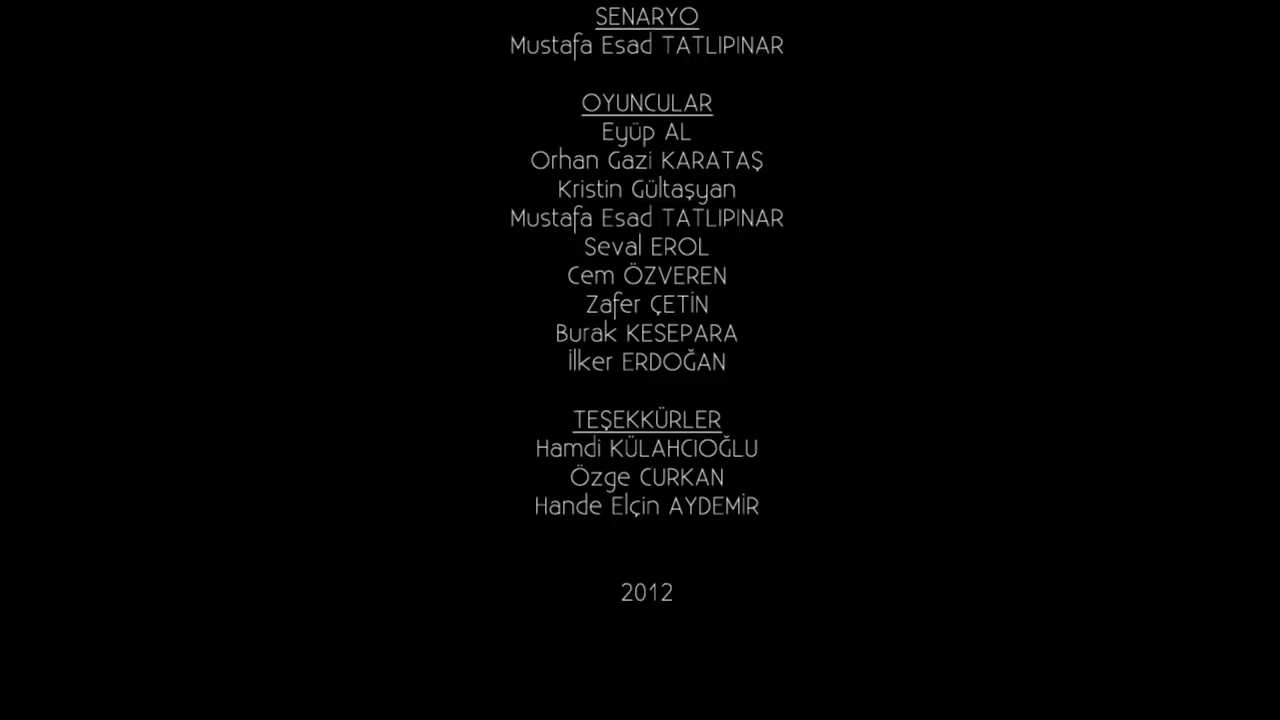 SENARYO
Mustafa Esad TATLIPINAR
OYUNCULAR
Eyüp AL
Orhan Gazi KARATAŞ
Kristin Gültaşyan
Mustafa Esad TATLIPINAR
Seval EROL
Cem ÖZVEREN
Zafer ÇETİN
Burak KESEPARA
İlker ERDOĞAN
TEŞEKKÜRLER
Hamdi KÜLAHCIOĞLU
Özge CURKAN
Hande Elçin AYDEMİR
2012